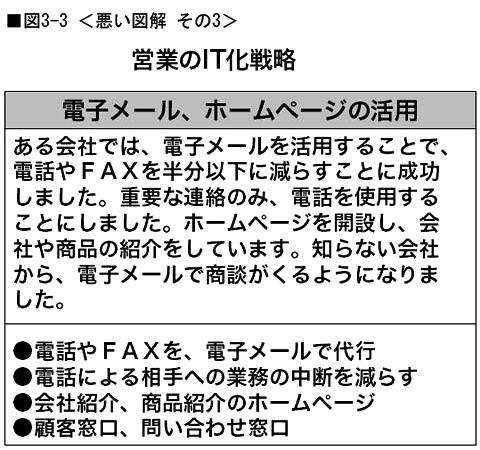 ■図3-3 <悪い図解 その3>
営業のIT化戦略
電子メール、ホームページの活用
ある会社では、電子メールを活用することで、
電話やFAXを半分以下に減らすことに成功
しました。重要な連絡のみ、電話を使用する
ことにしました。ホームページを開設し、会
社や商品の紹介をしています。知らない会社
から、電子メールで商談がくるようになりま
した。
●電話やFAXを、電子メールで代行
●電話による相手への業務の中断を減らす
●会社紹介、商品紹介のホームページ
●顧客窓口、問い合わせ窓口